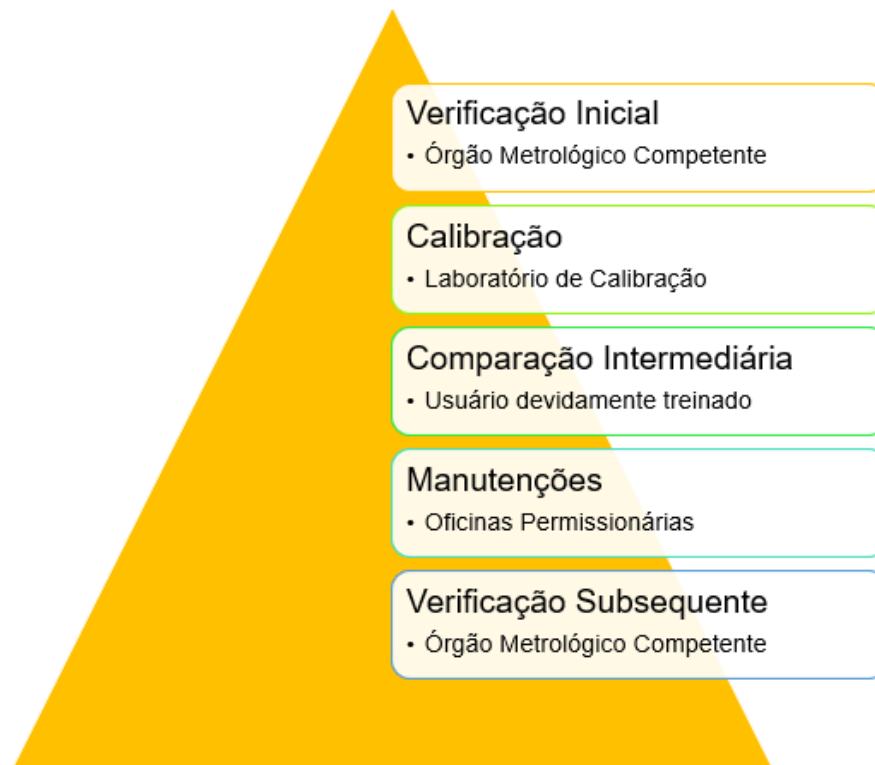 Verificação Inicial
• Órgão Metrológico Competente
Calibração
• Laboratório de Calibração
Comparação Intermediária
• Usuário devidamente treinado
Manutenções
• Oficinas Permissionárias
Verificação Subsequente
• Órgão Metrológico Competente